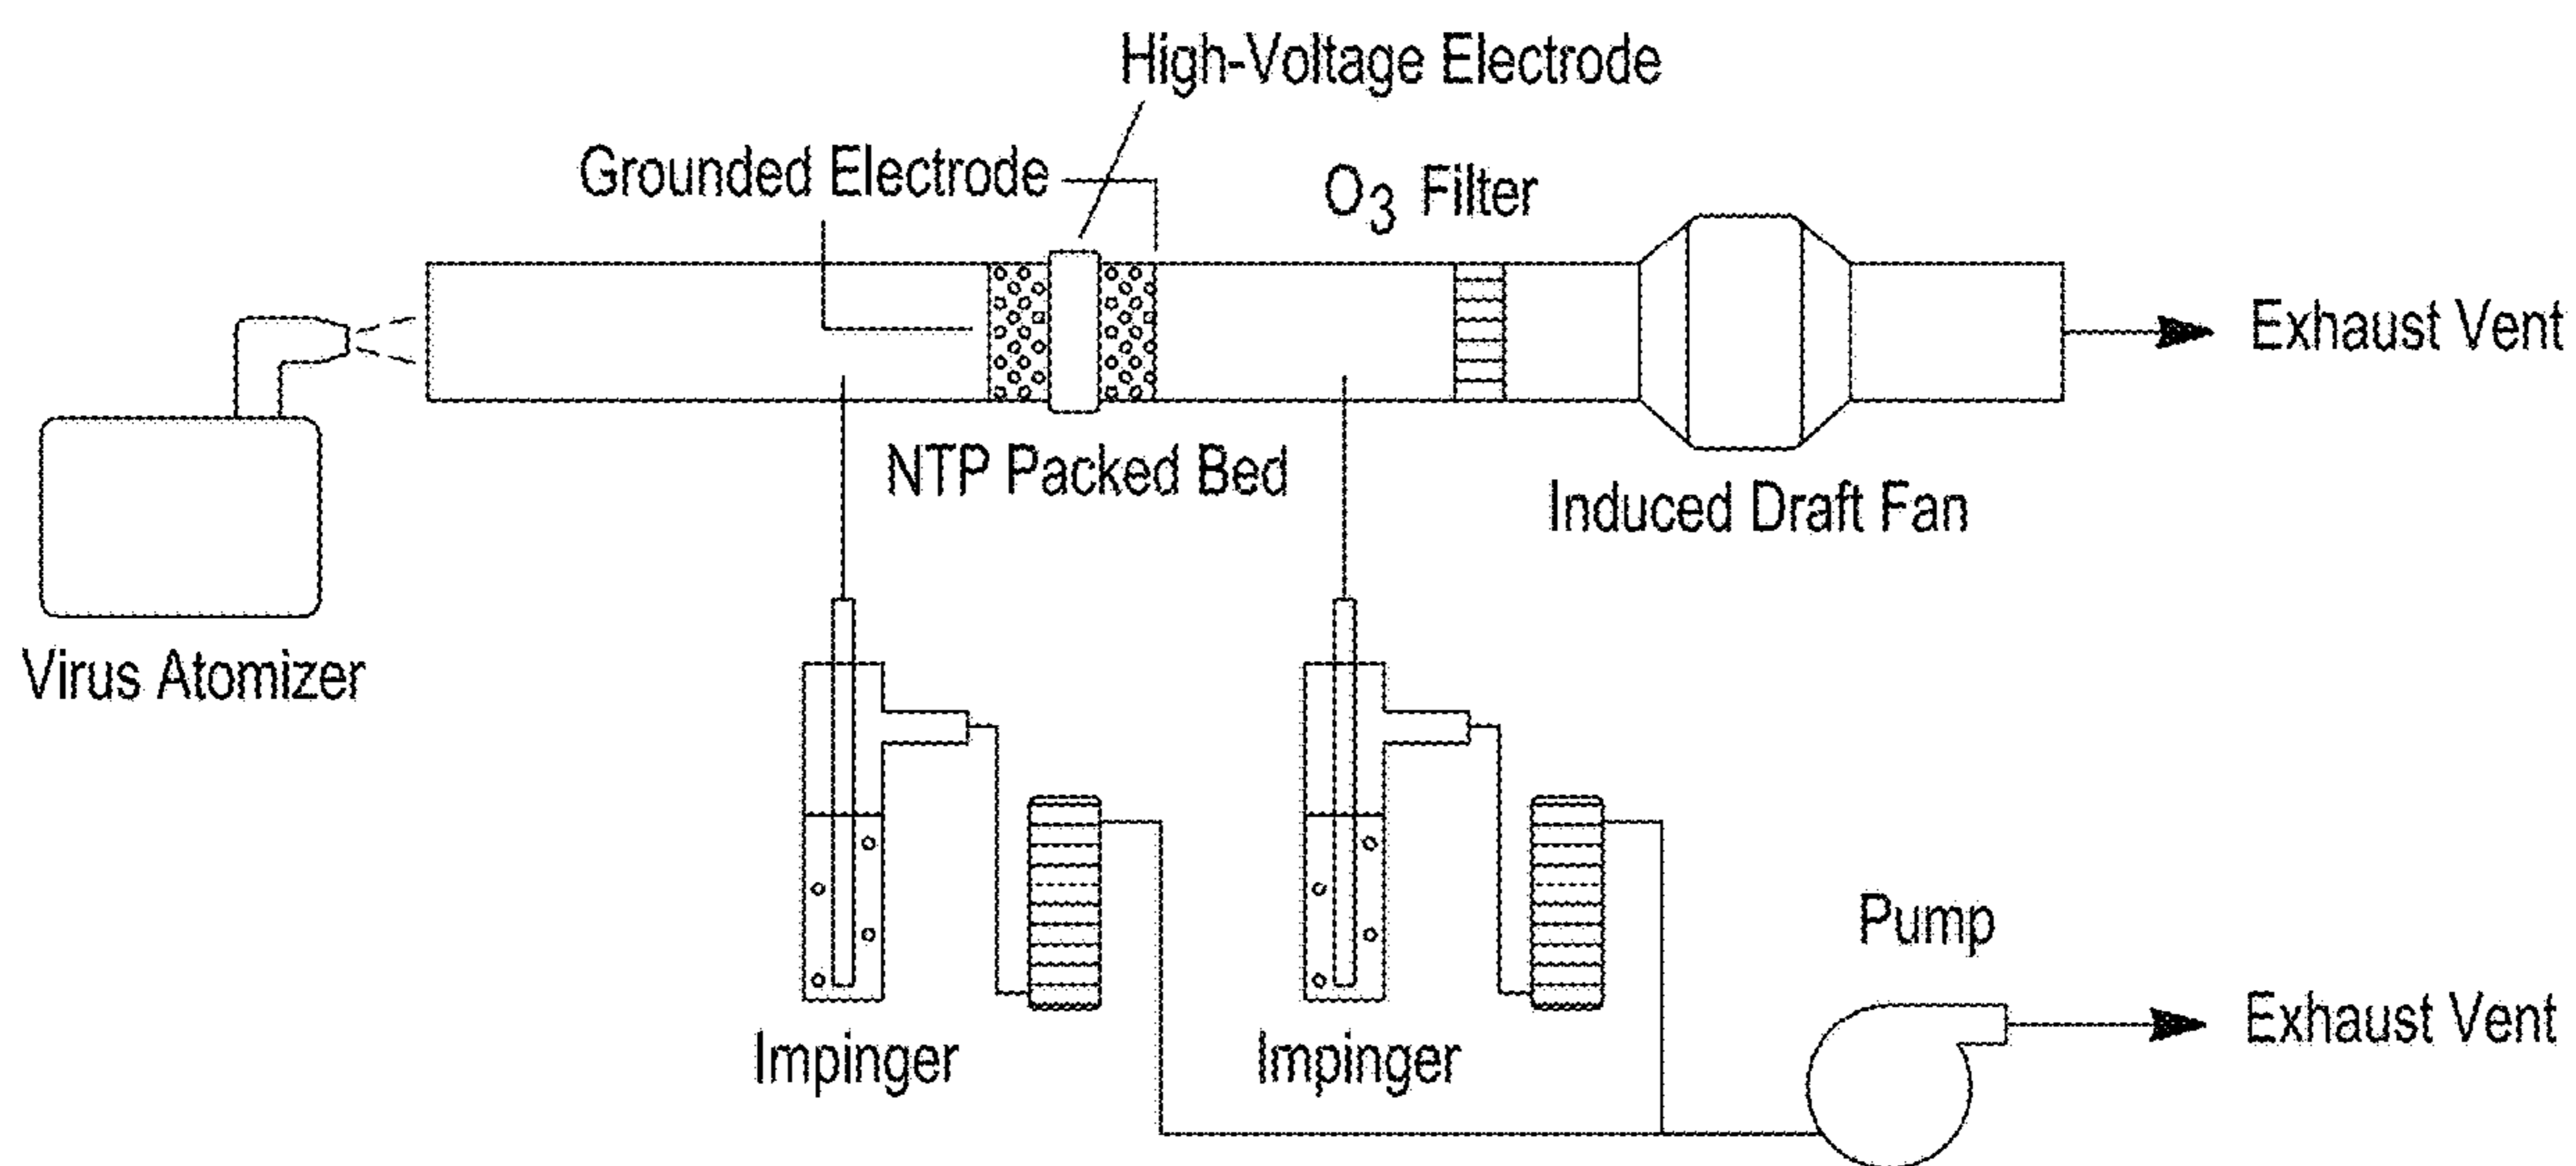 High-Voltage Electrode
Grounded Electrode
O3 Filter
Exhaust Vent
NTP Packed Bed
Induced Draft Fan
Virus Atomizer
Pump
Exhaust Vent
Impinger
Impinger